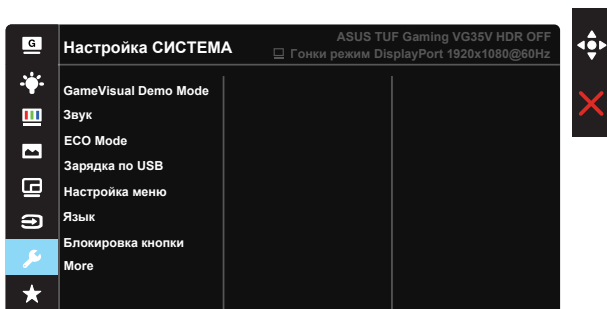 G
Настройка СИСТЕМА
ASUS TUF Gaming VG35V HDR OFF
Гонки режим DisplayPort 1920x1080@60Hz
GameVisual Demo Mode
Звук
ECO Mode
Зарядка по USB
Настройка меню
Язык
Блокировка кнопки
More